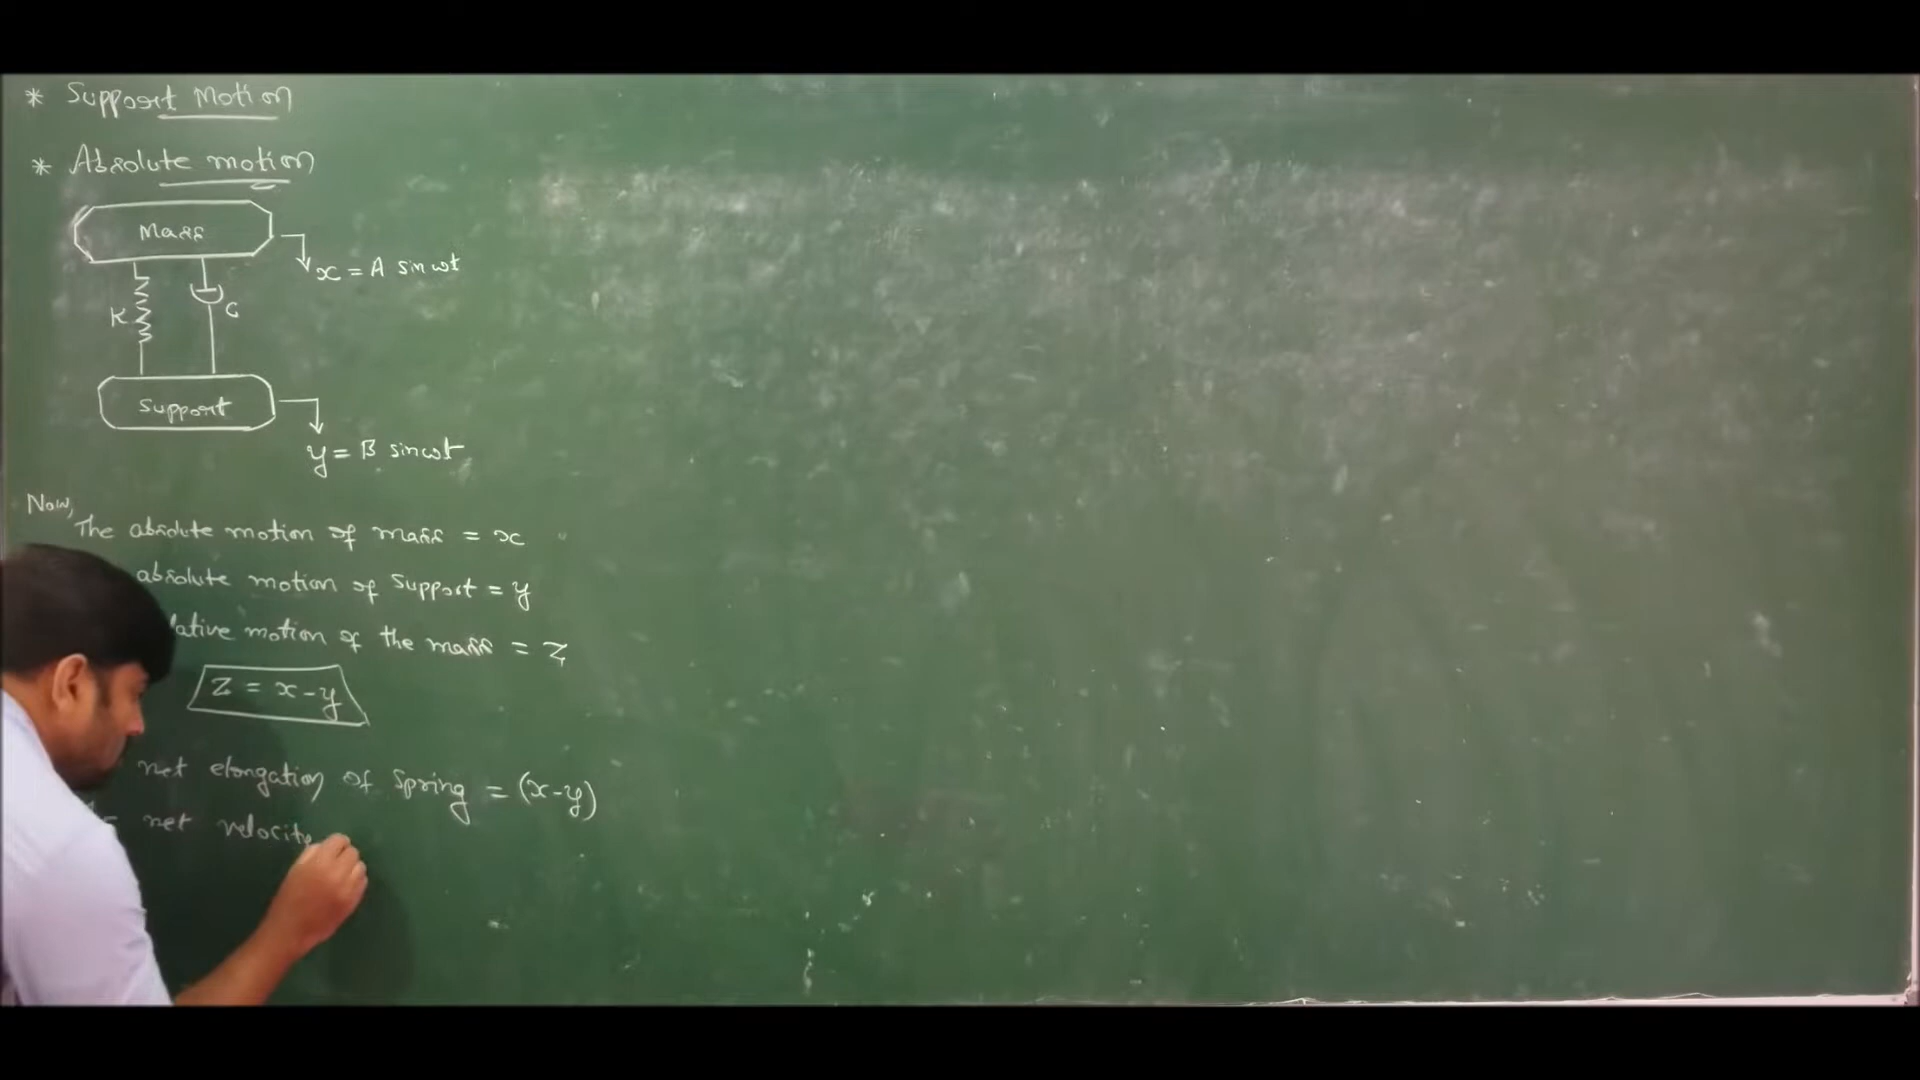 * Support Motion
* Absolute motion
Mass
x = A sin ωt
K
C
Support
y = B sin ωt
Now,
The absolute motion of mass = x
absolute motion of support = y
lative motion of the mass = Z
Z = x - y
net elongation of spring = (x-y)
net velocity